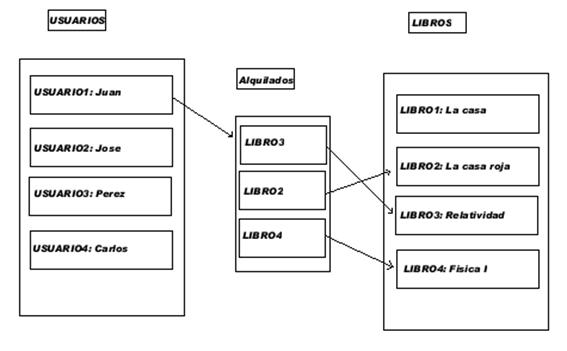 USUARIOS
USUARIO1: Juan
USUARIO2: Jose
USUARIO3: Perez
USUARIO4: Carlos
Alquilados
LIBRO3
LIBRO2
LIBRO4
LIBROS
LIBRO1: La casa
LIBRO2: La casa roja
LIBRO3: Relatividad
LIBRO4: Fisica I